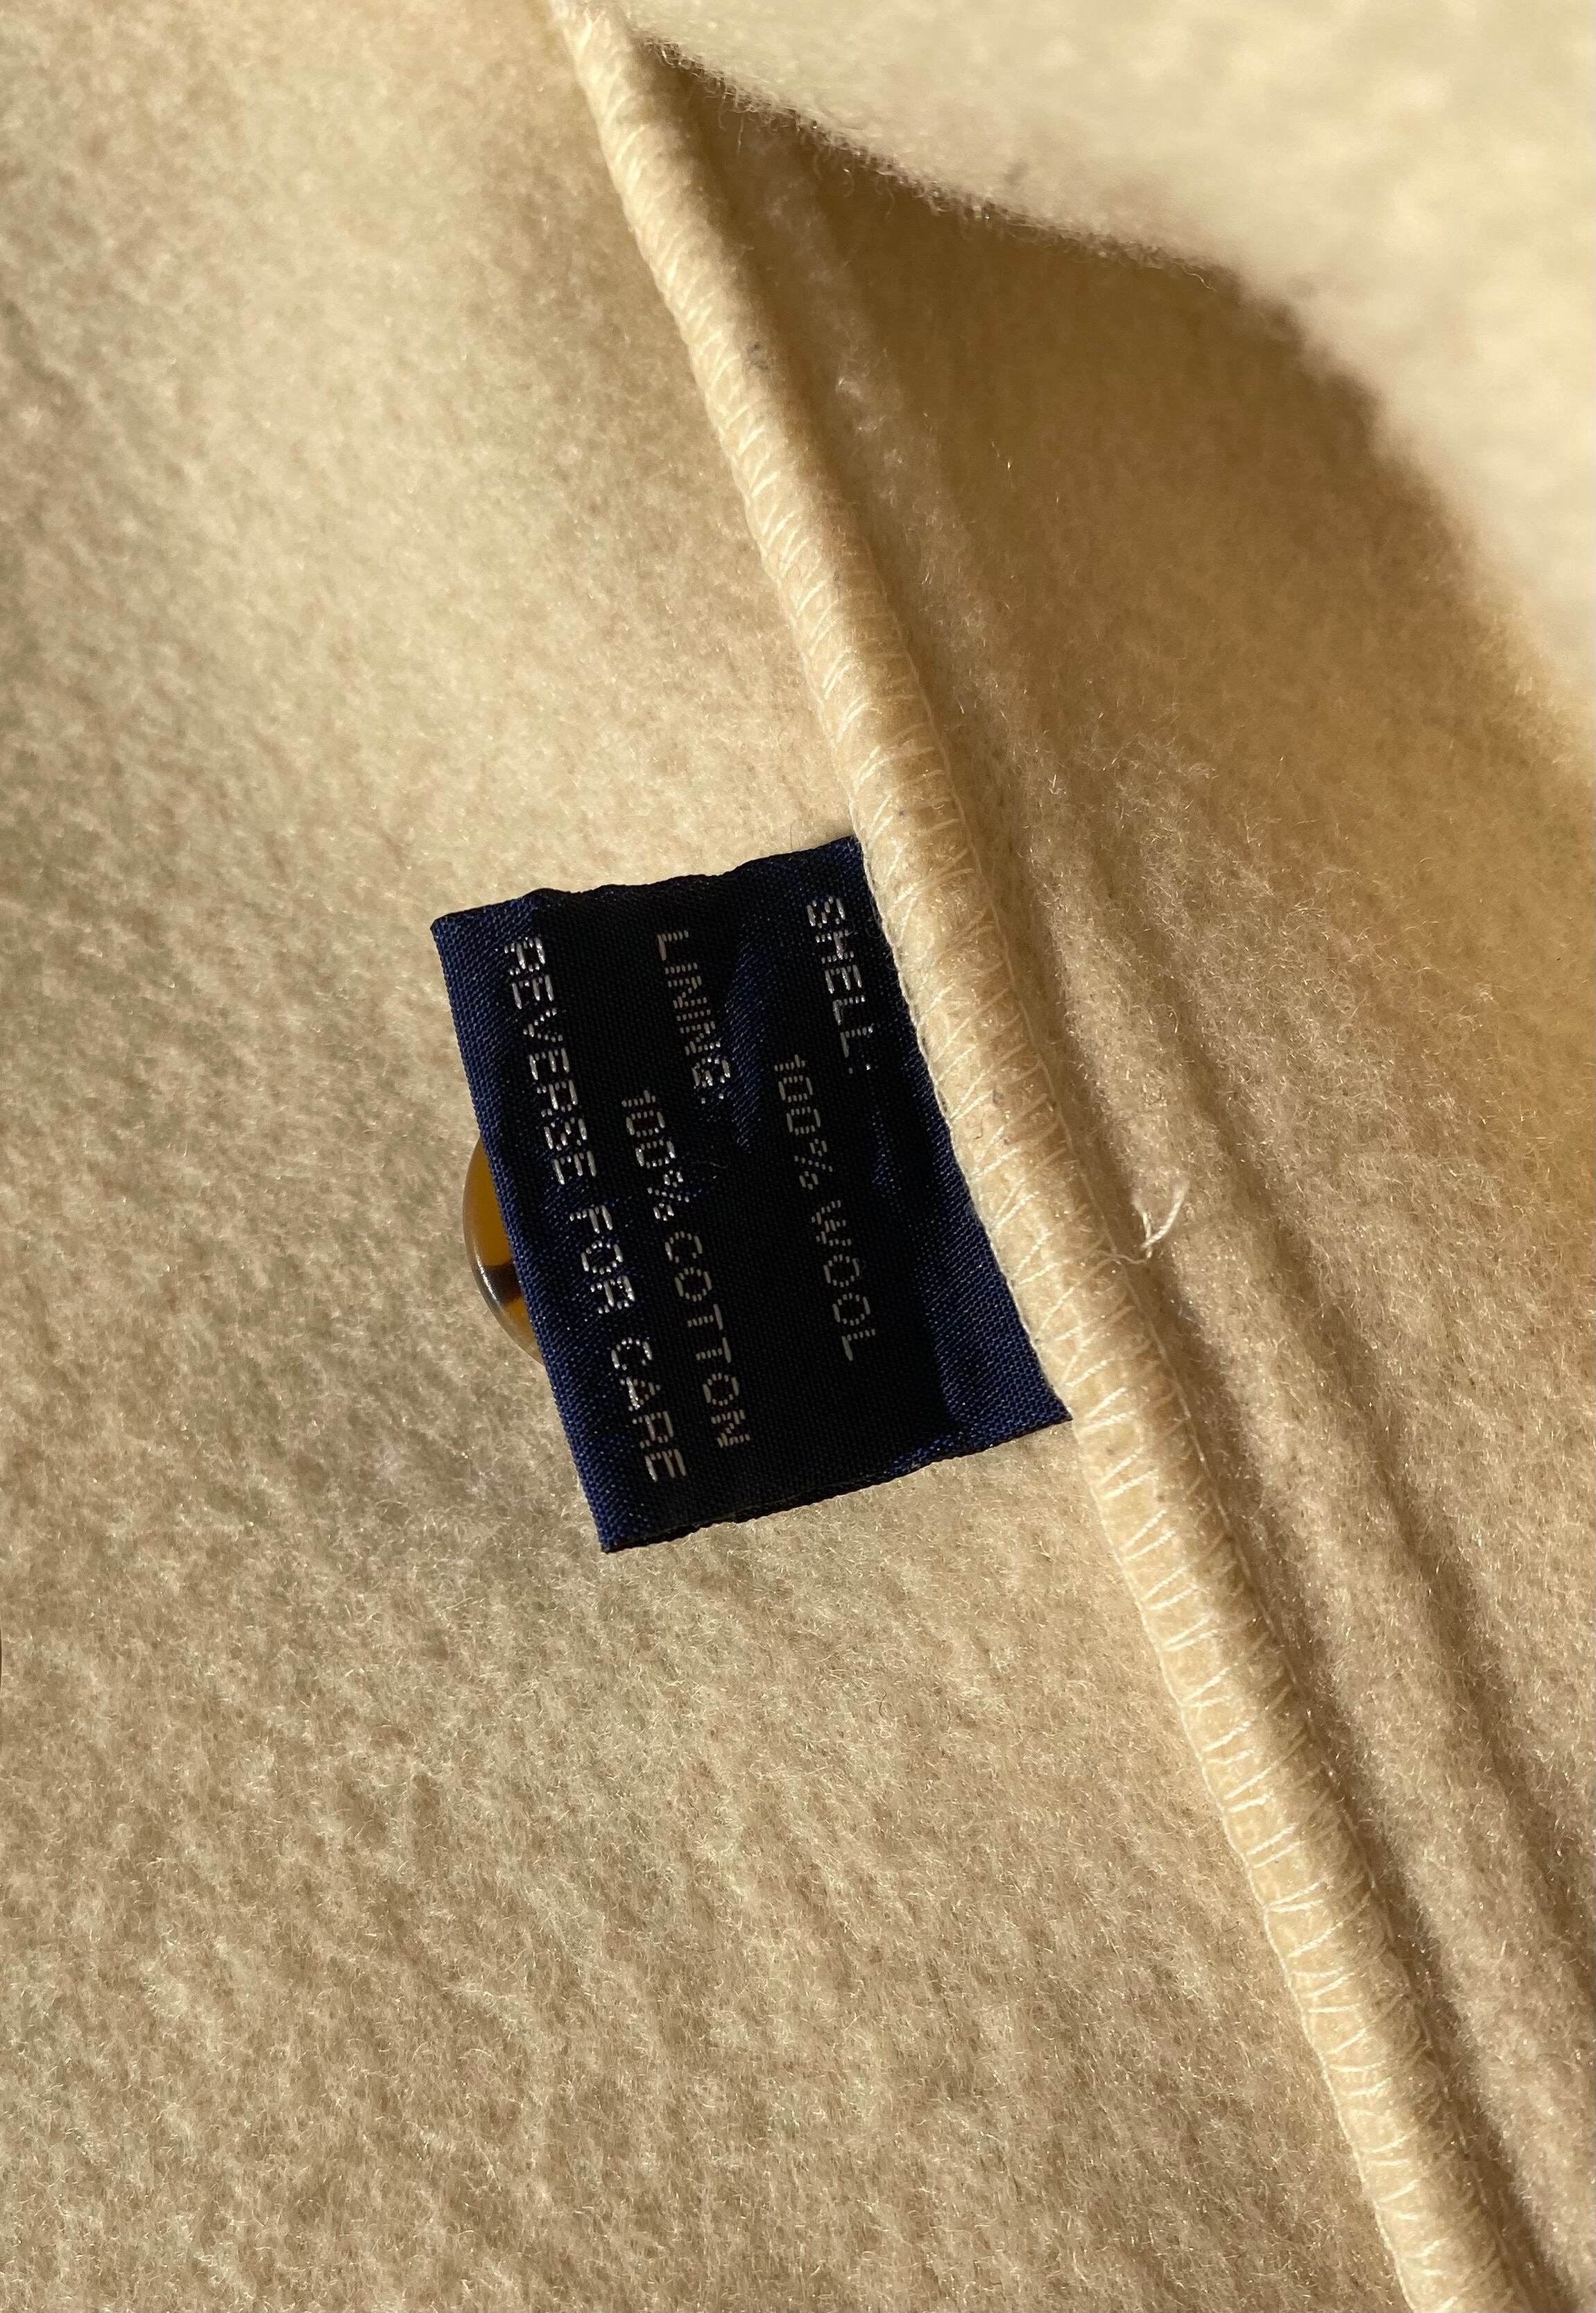 SHELL:
100% WOOL
LINING:
100% COTTON
REVERSE FOR CARE